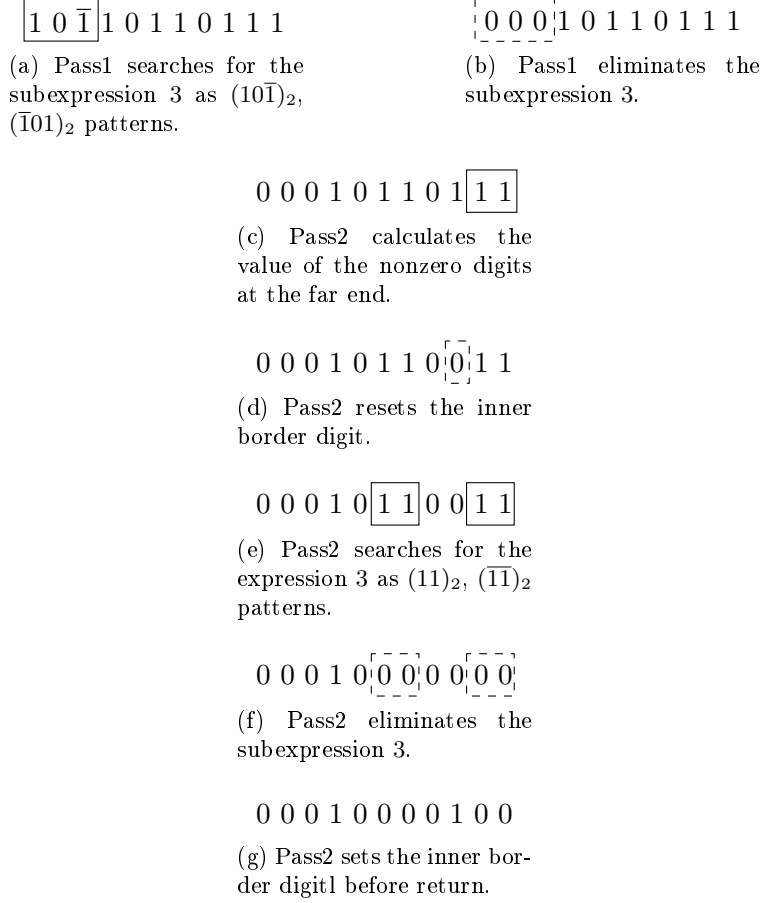 1 0 1̅ 1 0 1 1 0 1 1 1
(a) Pass1 searches for the
subexpression 3 as (101̅)₂,
(1̅01)₂ patterns.
0 0 0 1 0 1 1 0 1 1 1
(b) Pass1 eliminates the
subexpression 3.
0 0 0 1 0 1 1 0 1 1 1
(c) Pass2 calculates the
value of the nonzero digits
at the far end.
0 0 0 1 0 1 1 0 0 1 1
(d) Pass2 resets the inner
border digit.
0 0 0 1 0 1 1 0 0 1 1
(e) Pass2 searches for the
expression 3 as (11)₂, (1̅1̅)₂
patterns.
0 0 0 1 0 0 0 0 0 0 0
(f) Pass2 eliminates the
subexpression 3.
0 0 0 1 0 0 0 0 1 0 0
(g) Pass2 sets the inner bor-
der digitl before return.